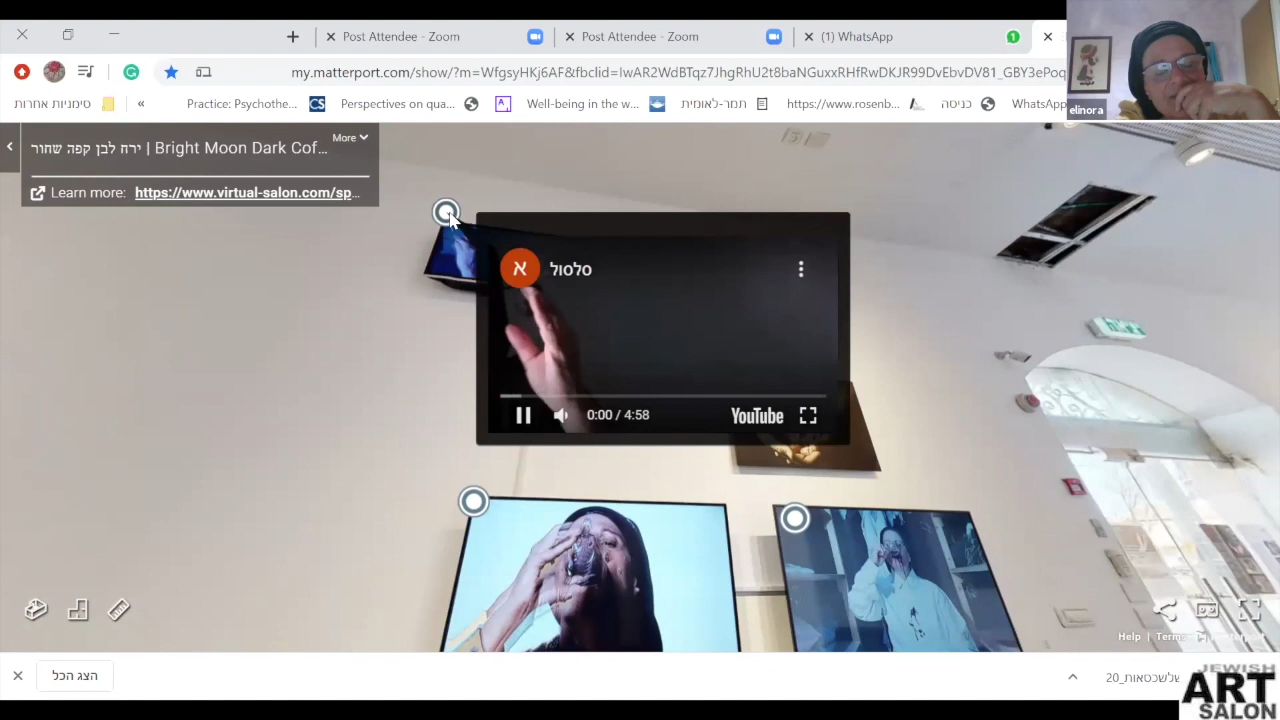 Post Attendee - Zoom
Post Attendee - Zoom
(1) WhatsApp
1
my.matterport.com/show/?m=WfgsyHKj6AF&fbclid=IwAR2WdBTqz7JhgRhU2t8baNGuxrRHfRwDKJR99DvEbvDV81_GBY3ePoq
elinora
סימניות אחרות
«
Practice: Psychothe...
CS
Perspectives on qua...
A
Well-being in the w...
תמר-לאומית
https://www.rosenb...
כניסה
WhatsApp
More
ירח לבן קפה שחור | Bright Moon Dark Cof...
Learn more: https://www.virtual-salon.com/sp...
א
סלסול
0:00 / 4:58
YouTube
Help | Terms
הצג הכל
JEWISH
ART
SALON